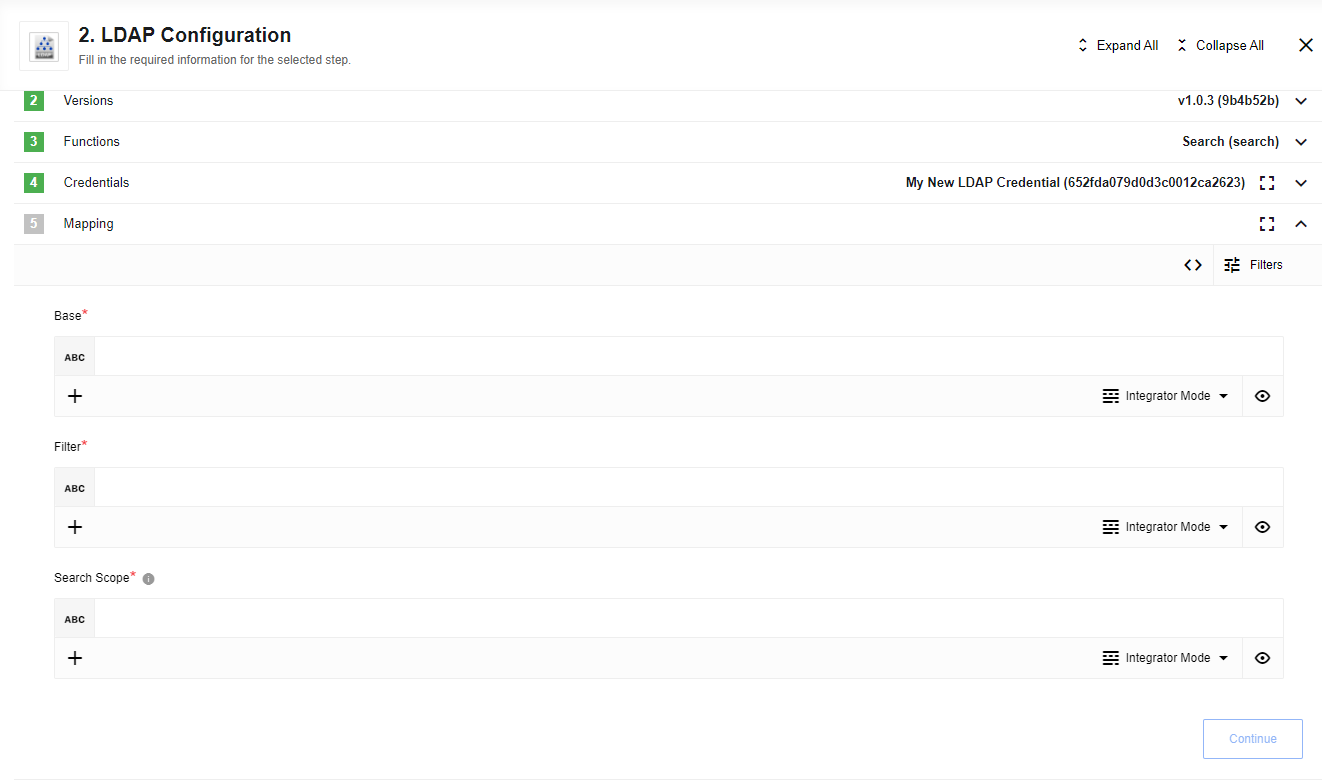 2. LDAP Configuration
Fill in the required information for the selected step.
Expand All
Collapse All
2 Versions v1.0.3 (9b4b52b)
3 Functions Search (search)
4 Credentials My New LDAP Credential (652fda079d0d3c0012ca2623)
5 Mapping
Filters
Base*
ABC
Integrator Mode
Filter*
ABC
Integrator Mode
Search Scope*
ABC
Integrator Mode
Continue